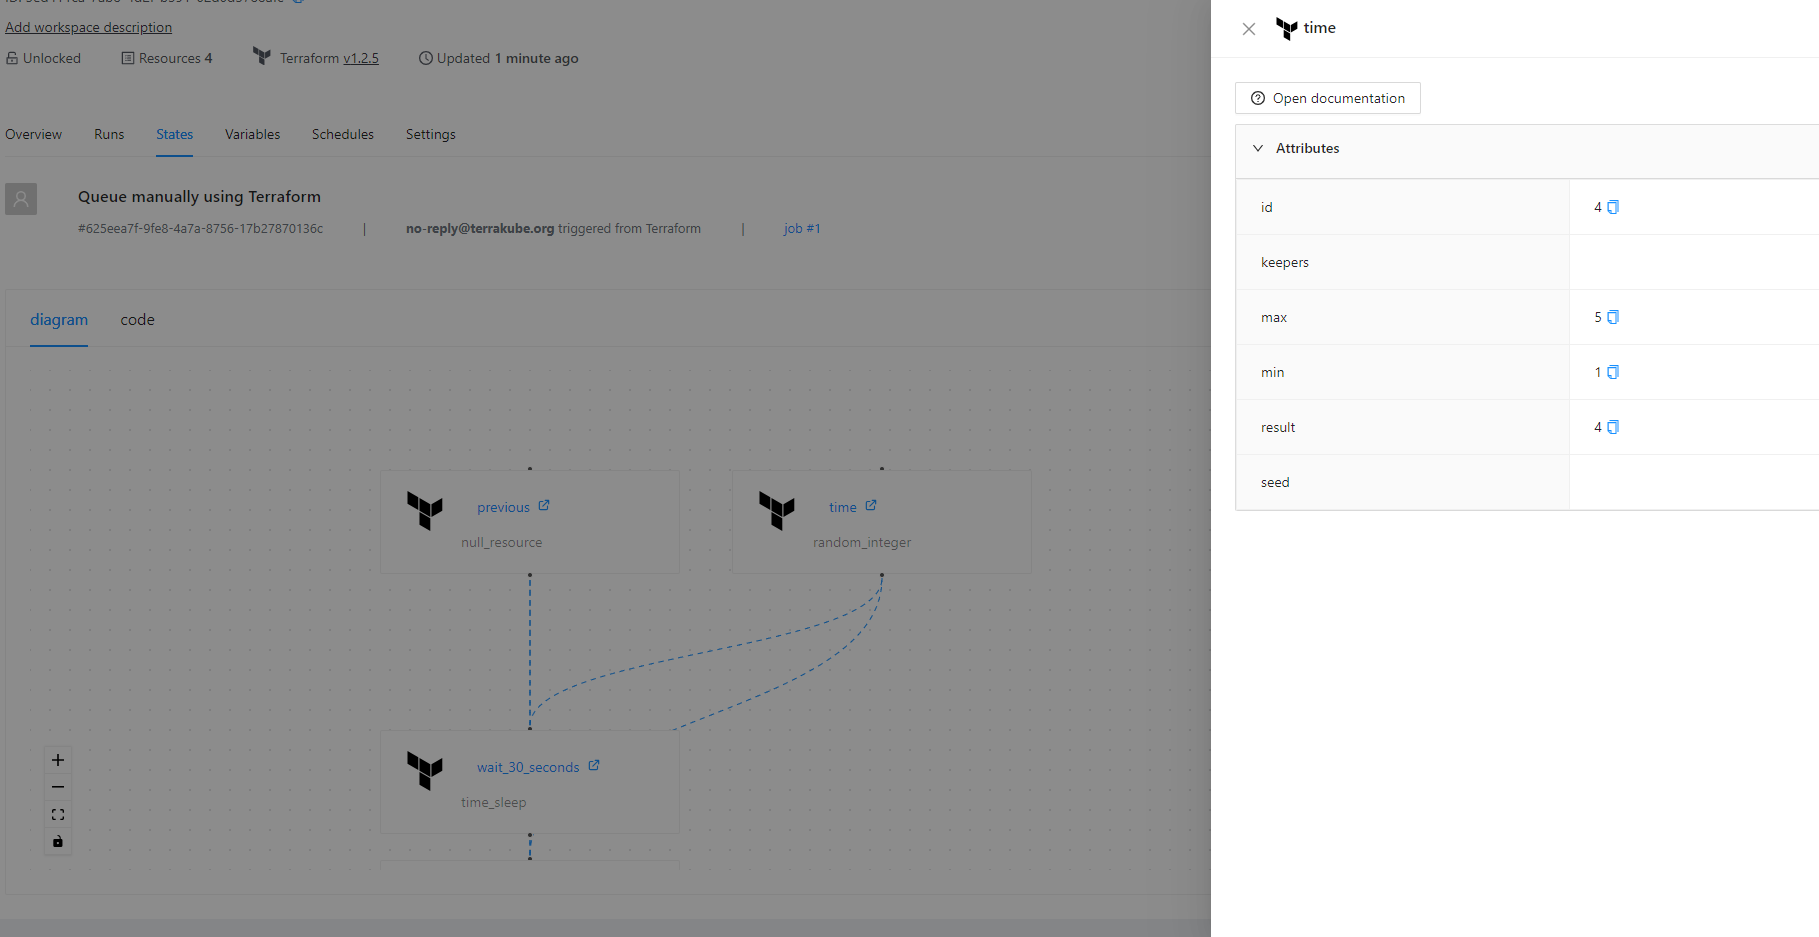 Add workspace description
Unlocked Resources 4 Terraform v1.2.5 Updated 1 minute ago
Overview Runs States Variables Schedules Settings
Queue manually using Terraform
#625eea7f-9fe8-4a7a-8756-17b27870136c | no-reply@terrakube.org triggered from Terraform | job #1
diagram code
previous
null_resource
time
random_integer
wait_30_seconds
time_sleep
time
Open documentation
Attributes
id 4
keepers
max 5
min 1
result 4
seed